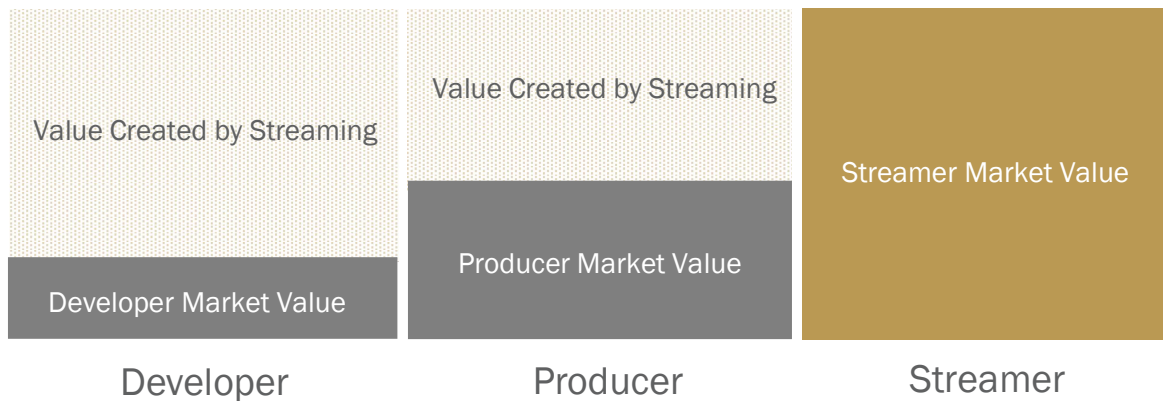 Value Created by Streaming
Developer Market Value
Developer
Value Created by Streaming
Producer Market Value
Producer
Streamer Market Value
Streamer